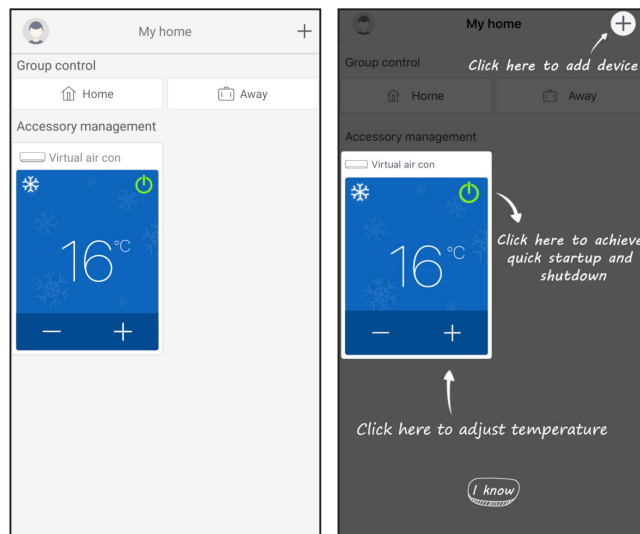 My home
+
Group control
Home
Away
Accessory management
Virtual air con
16°C
— +
My home
+
Click here to add device
Group control
Home
Away
Accessory management
Virtual air con
16°C
— +
Click here to achieve
quick startup and
shutdown
Click here to adjust temperature
I know